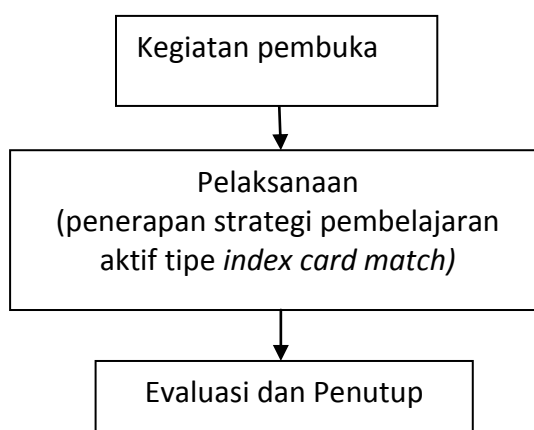 Kegiatan pembuka
Pelaksanaan
(penerapan strategi pembelajaran
aktif tipe index card match)
Evaluasi dan Penutup